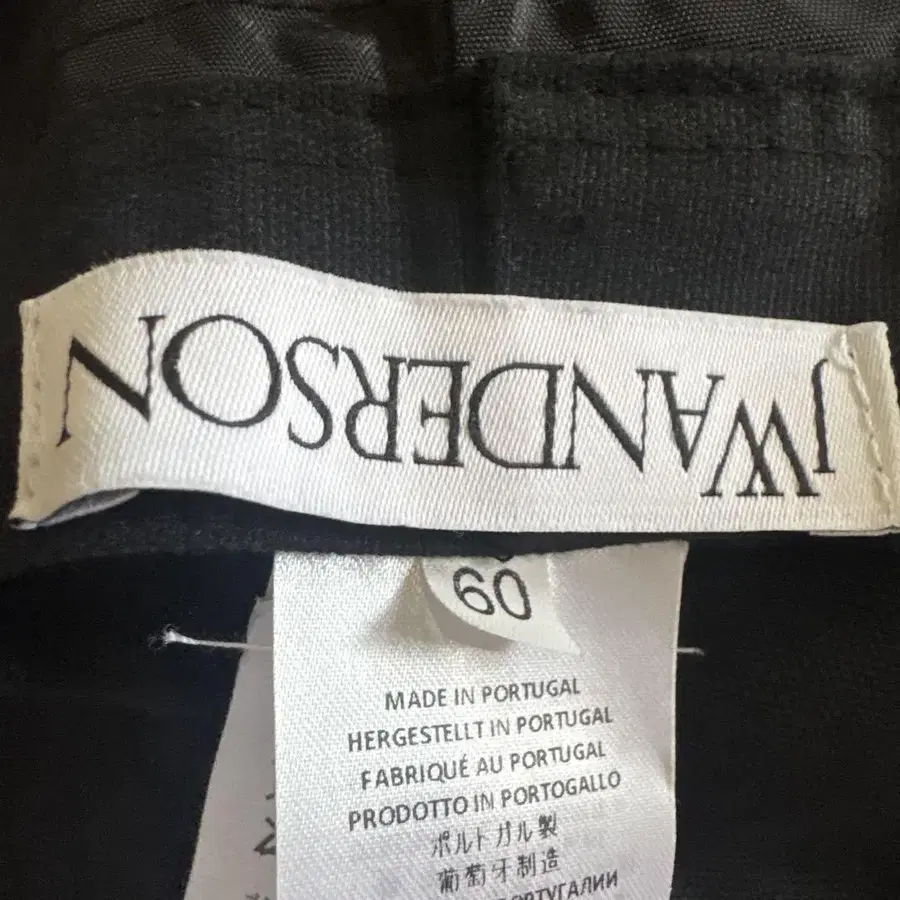 JWANDERSON
60
MADE IN PORTUGAL
HERGESTELLT IN PORTUGAL
FABRIQUÉ AU PORTUGAL
PRODOTTO IN PORTOGALLO
ポルトガル製
葡萄牙制造
ПОРТУГАЛИИ